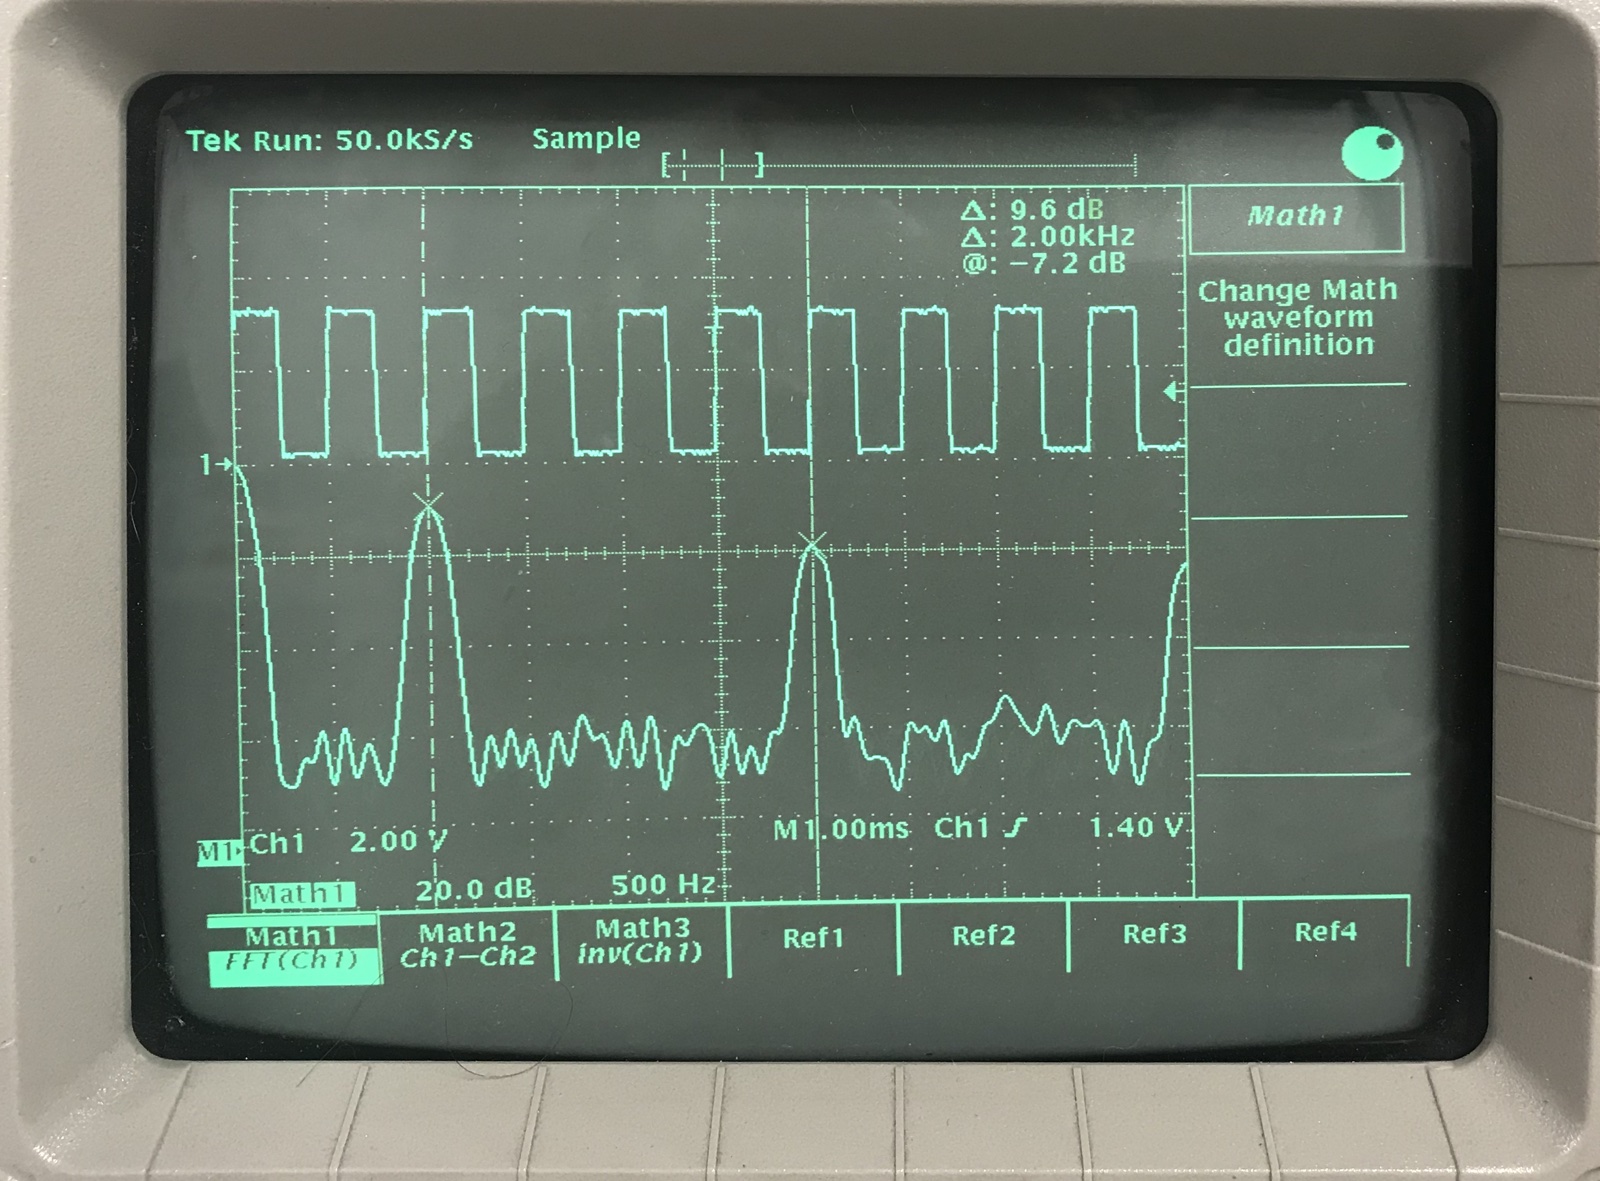 Tek Run: 50.0kS/s Sample
Δ: 9.6 dB
Δ: 2.00kHz
@: −7.2 dB
Math1
Change Math
waveform
definition
1
M1
Ch1 2.00 V
M1.00ms Ch1 1.40 V
Math1 20.0 dB 500 Hz
Math1
FFT(Ch1)
Math2
Ch1−Ch2
Math3
inv(Ch1)
Ref1
Ref2
Ref3
Ref4